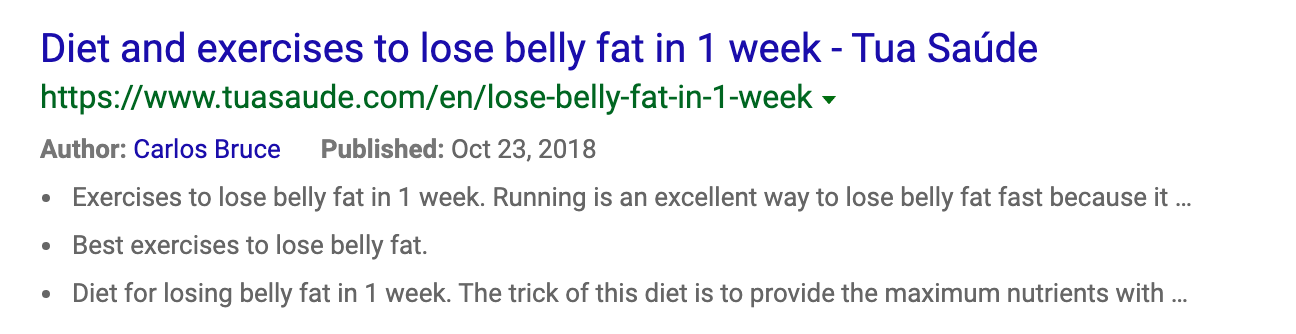 Diet and exercises to lose belly fat in 1 week - Tua Saúde
https://www.tuasaude.com/en/lose-belly-fat-in-1-week
Author: Carlos Bruce Published: Oct 23, 2018
• Exercises to lose belly fat in 1 week. Running is an excellent way to lose belly fat fast because it ...
• Best exercises to lose belly fat.
• Diet for losing belly fat in 1 week. The trick of this diet is to provide the maximum nutrients with ...